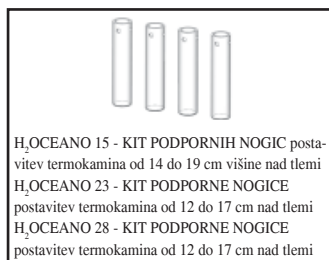 H₂OCEANO 15 - KIT PODPORNIH NOGIC posta-
vitev termokamina od 14 do 19 cm višine nad tlemi
H₂OCEANO 23 - KIT PODPORNE NOGICE
postavitev termokamina od 12 do 17 cm nad tlemi
H₂OCEANO 28 - KIT PODPORNE NOGICE
postavitev termokamina od 12 do 17 cm nad tlemi